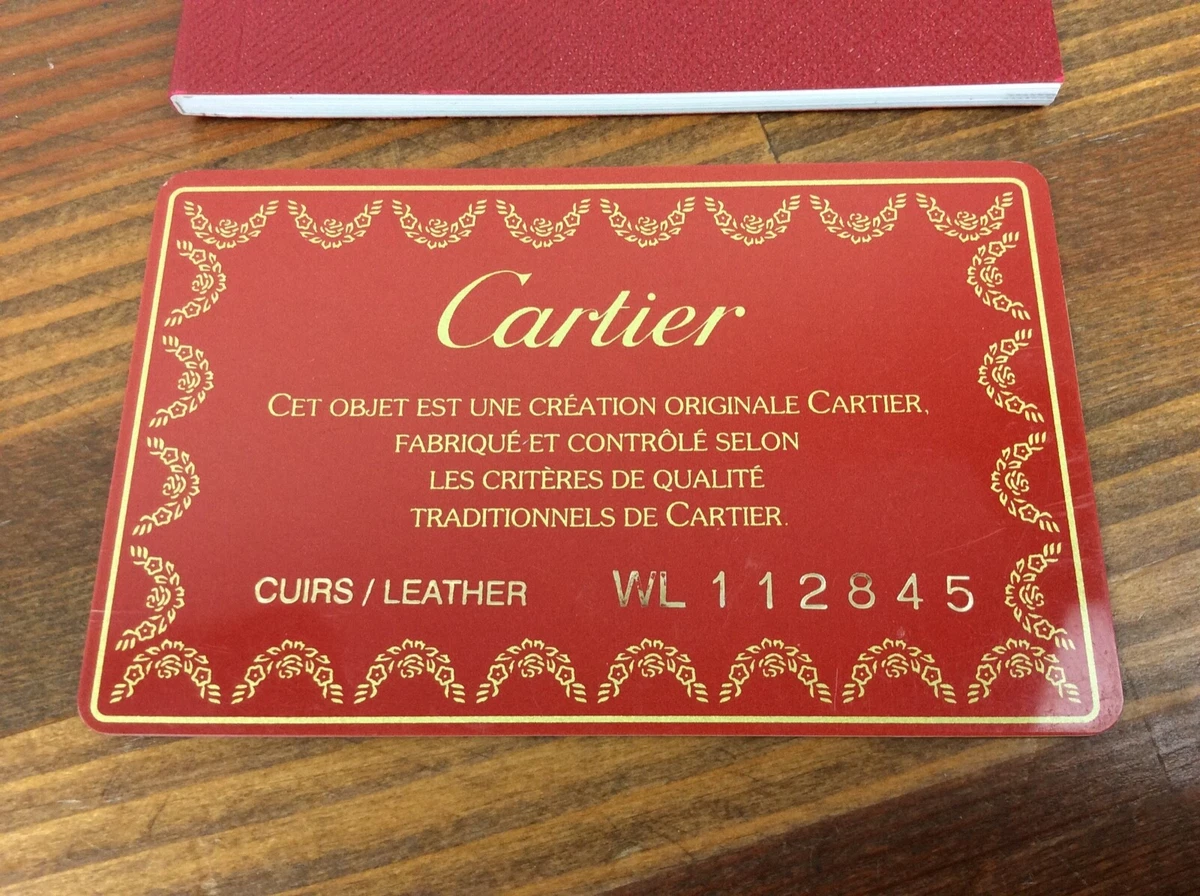 Cartier
CET OBJET EST UNE CRÉATION ORIGINALE CARTIER,
FABRIQUÉ ET CONTRÔLÉ SELON
LES CRITÈRES DE QUALITÉ
TRADITIONNELS DE CARTIER.
CUIRS / LEATHER WL 112845